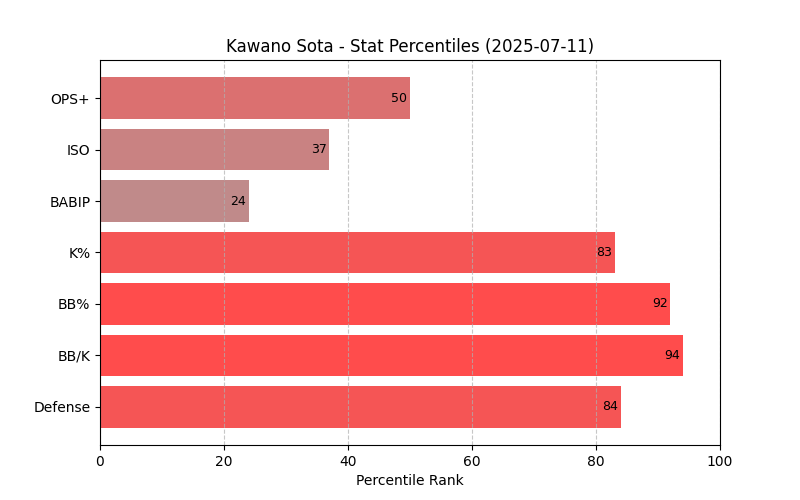 Kawano Sota - Stat Percentiles (2025-07-11)
OPS+ 50
ISO 37
BABIP 24
K% 83
BB% 92
BB/K 94
Defense 84
0 20 40 60 80 100
Percentile Rank